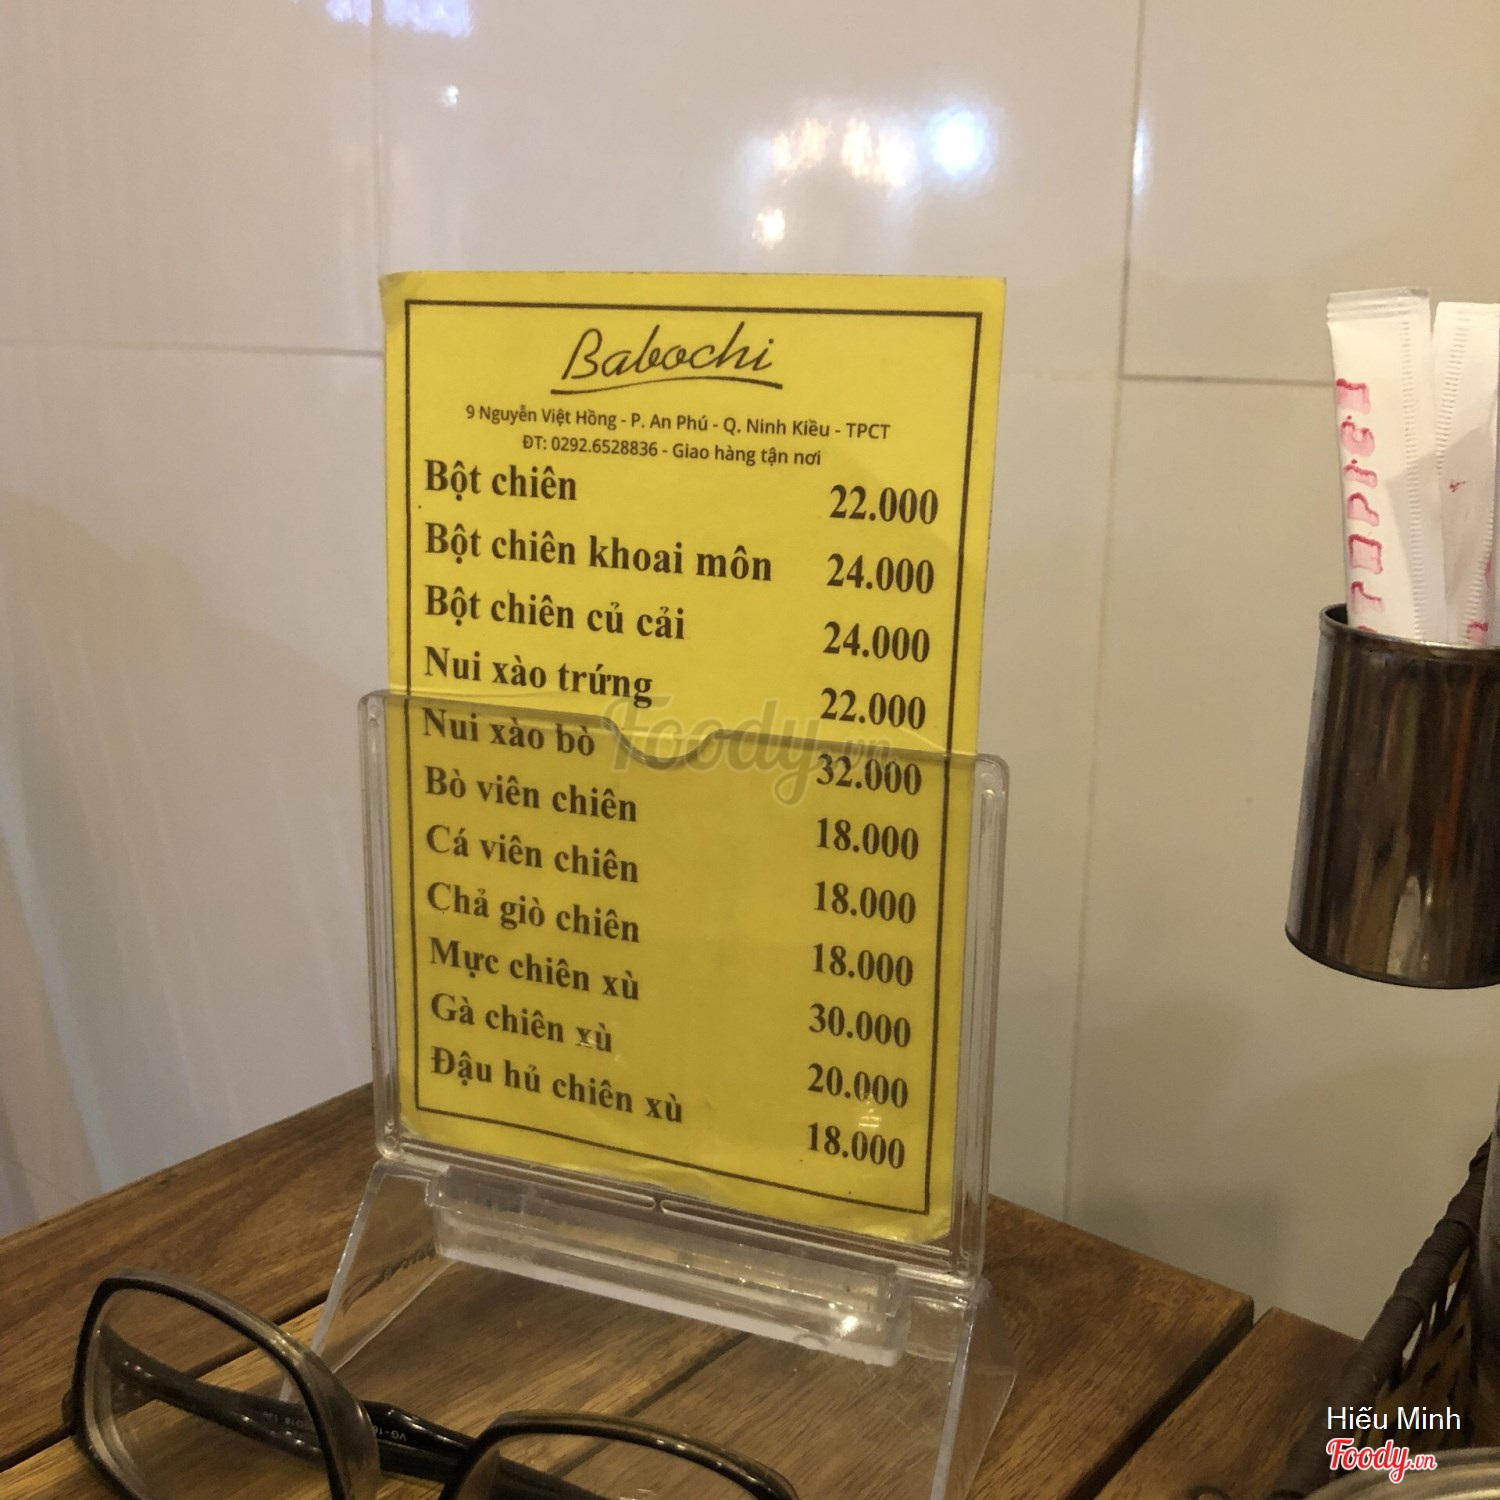 Babochi
9 Nguyễn Việt Hồng - P. An Phú - Q. Ninh Kiều - TPCT
ĐT: 0292.6528836 - Giao hàng tận nơi
Bột chiên 22.000
Bột chiên khoai môn 24.000
Bột chiên củ cải 24.000
Nui xào trứng 22.000
Nui xào bò 32.000
Bò viên chiên 18.000
Cá viên chiên 18.000
Chả giò chiên 18.000
Mực chiên xù 30.000
Gà chiên xù 20.000
Đậu hủ chiên xù 18.000
Foody.vn
Hiếu Minh
Foody.vn